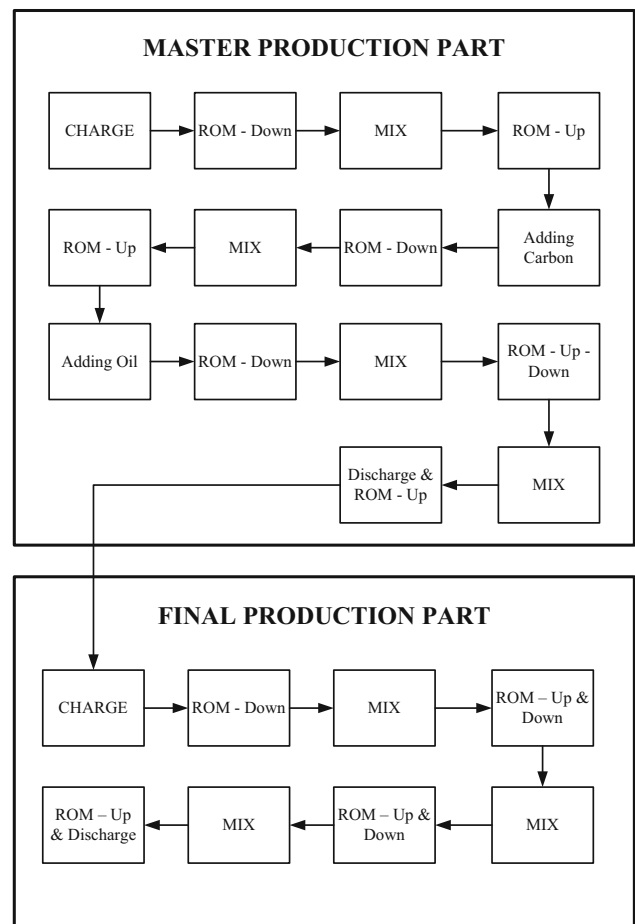 MASTER PRODUCTION PART
CHARGE
ROM - Down
MIX
ROM - Up
Adding
Carbon
ROM - Down
MIX
ROM - Up
Adding Oil
ROM - Down
MIX
ROM - Up -
Down
MIX
Discharge &
ROM - Up
FINAL PRODUCTION PART
CHARGE
ROM - Down
MIX
ROM – Up &
Down
MIX
ROM – Up &
Down
MIX
ROM – Up
& Discharge